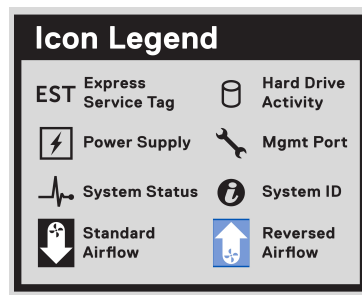 Icon Legend
EST Express
Service Tag
Hard Drive
Activity
Power Supply
Mgmt Port
System Status
System ID
Standard
Airflow
Reversed
Airflow